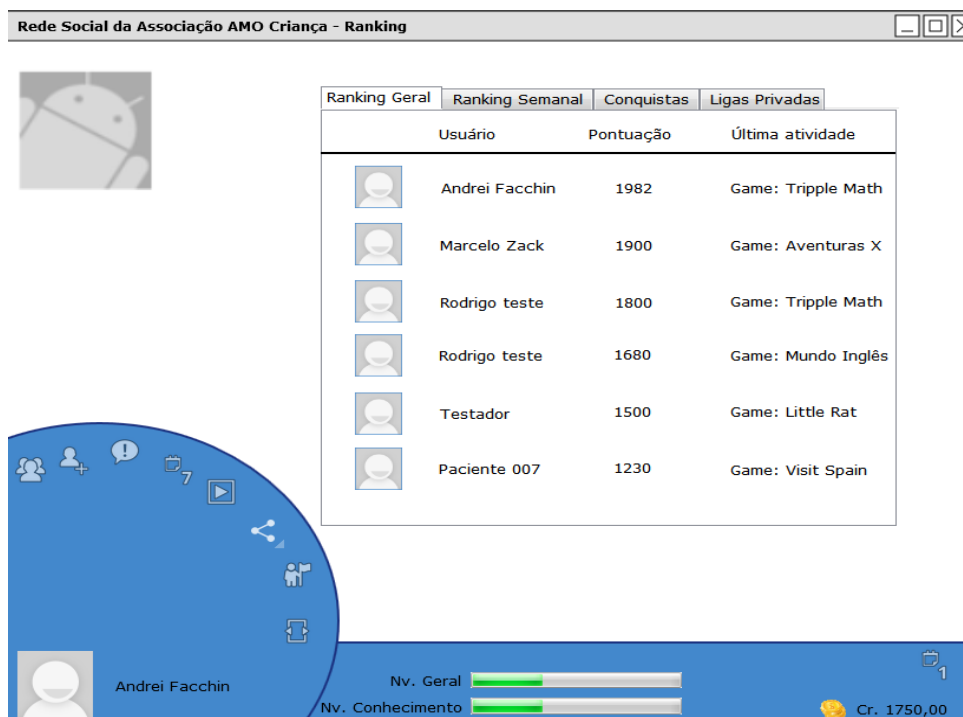 Rede Social da Associação AMO Criança - Ranking
Ranking Geral Ranking Semanal Conquistas Ligas Privadas
Usuário Pontuação Última atividade
Andrei Facchin 1982 Game: Tripple Math
Marcelo Zack 1900 Game: Aventuras X
Rodrigo teste 1800 Game: Tripple Math
Rodrigo teste 1680 Game: Mundo Inglês
Testador 1500 Game: Little Rat
Paciente 007 1230 Game: Visit Spain
7
1
Andrei Facchin
Nv. Geral
Nv. Conhecimento
Cr. 1750,00